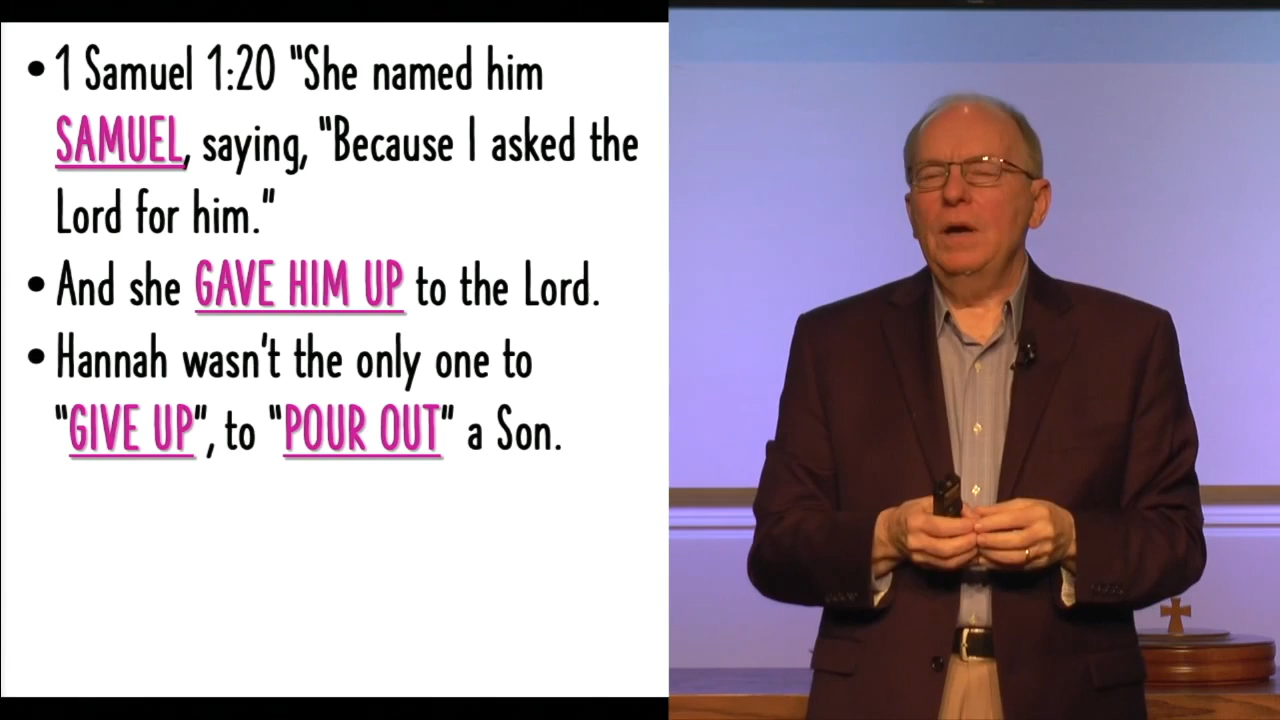 • 1 Samuel 1:20 "She named him
SAMUEL, saying, "Because I asked the
Lord for him."
• And she GAVE HIM UP to the Lord.
• Hannah wasn't the only one to
"GIVE UP", to "POUR OUT" a Son.